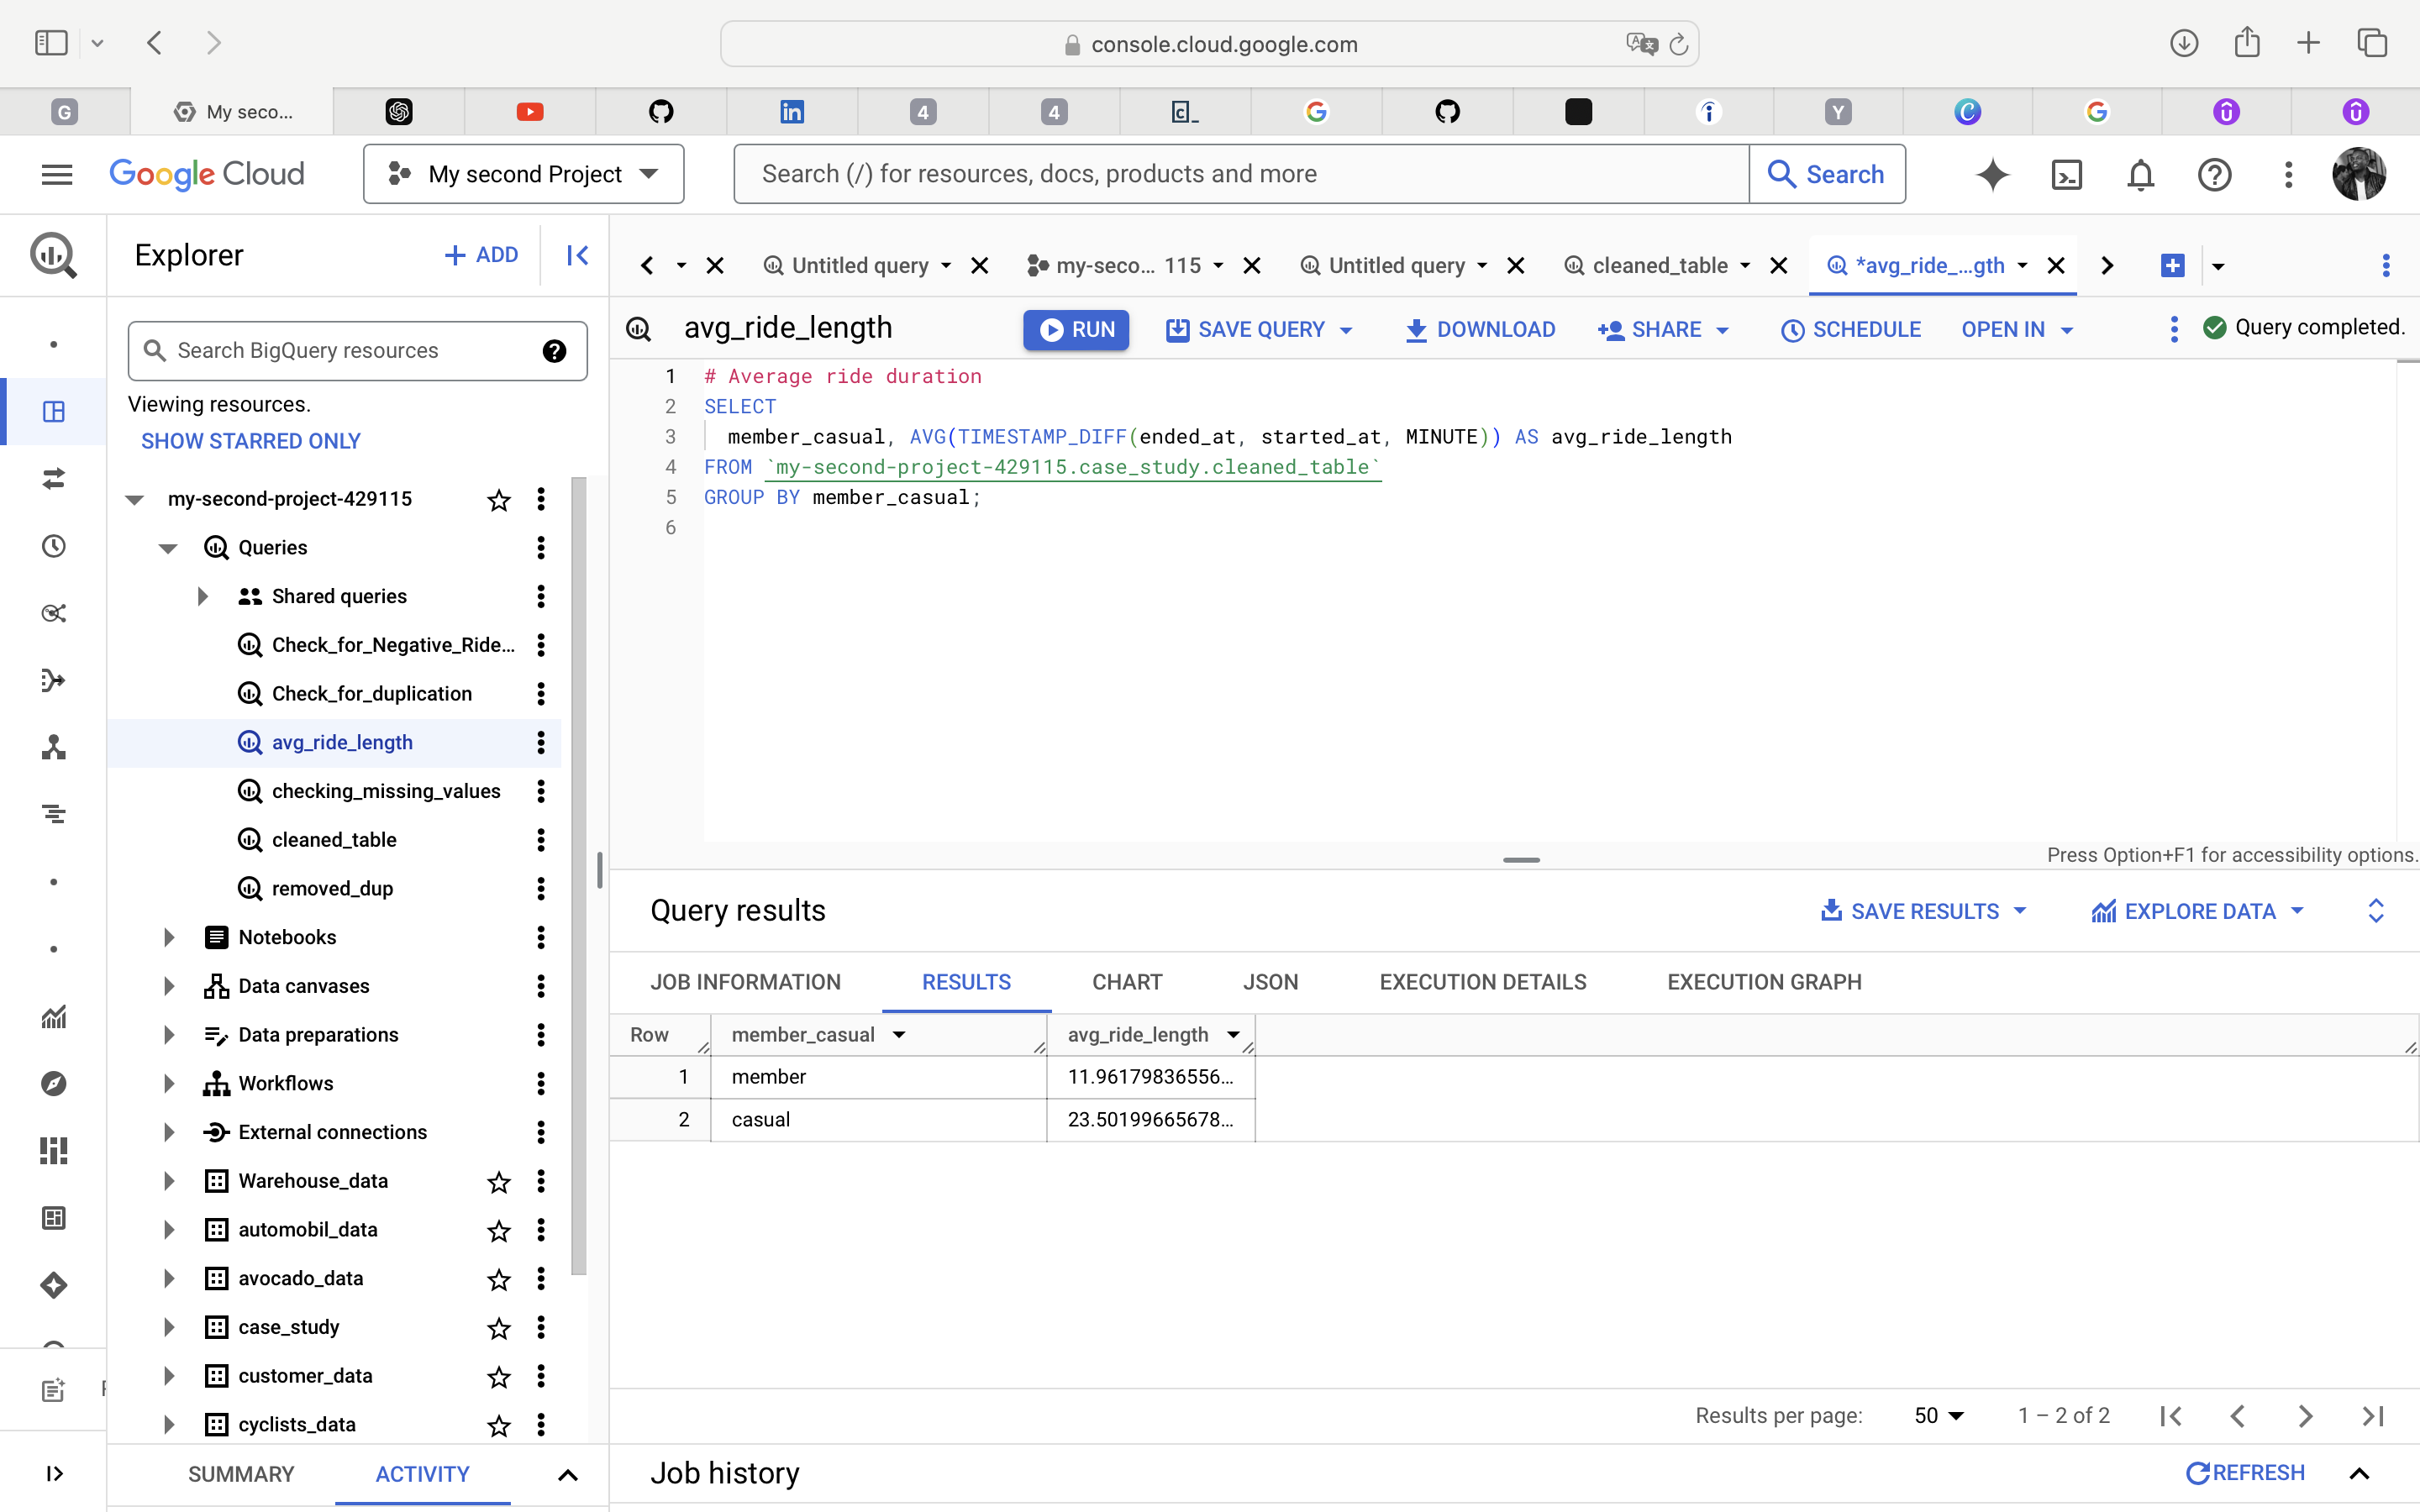 console.cloud.google.com
G
My seco...
in
4
4
c_
G
Y
C
G
Google Cloud
My second Project
Search (/) for resources, docs, products and more
Search
Explorer
+ ADD
Untitled query
my-seco... 115
Untitled query
cleaned_table
*avg_ride_...gth
avg_ride_length
RUN
SAVE QUERY
DOWNLOAD
SHARE
SCHEDULE
OPEN IN
Query completed.
Search BigQuery resources
Viewing resources.
SHOW STARRED ONLY
my-second-project-429115
Queries
Shared queries
Check_for_Negative_Ride...
Check_for_duplication
avg_ride_length
checking_missing_values
cleaned_table
removed_dup
Notebooks
Data canvases
Data preparations
Workflows
External connections
Warehouse_data
automobil_data
avocado_data
case_study
customer_data
cyclists_data
SUMMARY
ACTIVITY
1 # Average ride duration
2 SELECT
3 member_casual, AVG(TIMESTAMP_DIFF(ended_at, started_at, MINUTE)) AS avg_ride_length
4 FROM `my-second-project-429115.case_study.cleaned_table`
5 GROUP BY member_casual;
6
Press Option+F1 for accessibility options.
Query results
SAVE RESULTS
EXPLORE DATA
JOB INFORMATION
RESULTS
CHART
JSON
EXECUTION DETAILS
EXECUTION GRAPH
Row member_casual avg_ride_length
1 member 11.96179836556...
2 casual 23.50199665678...
Results per page: 50 1 – 2 of 2
Job history
REFRESH